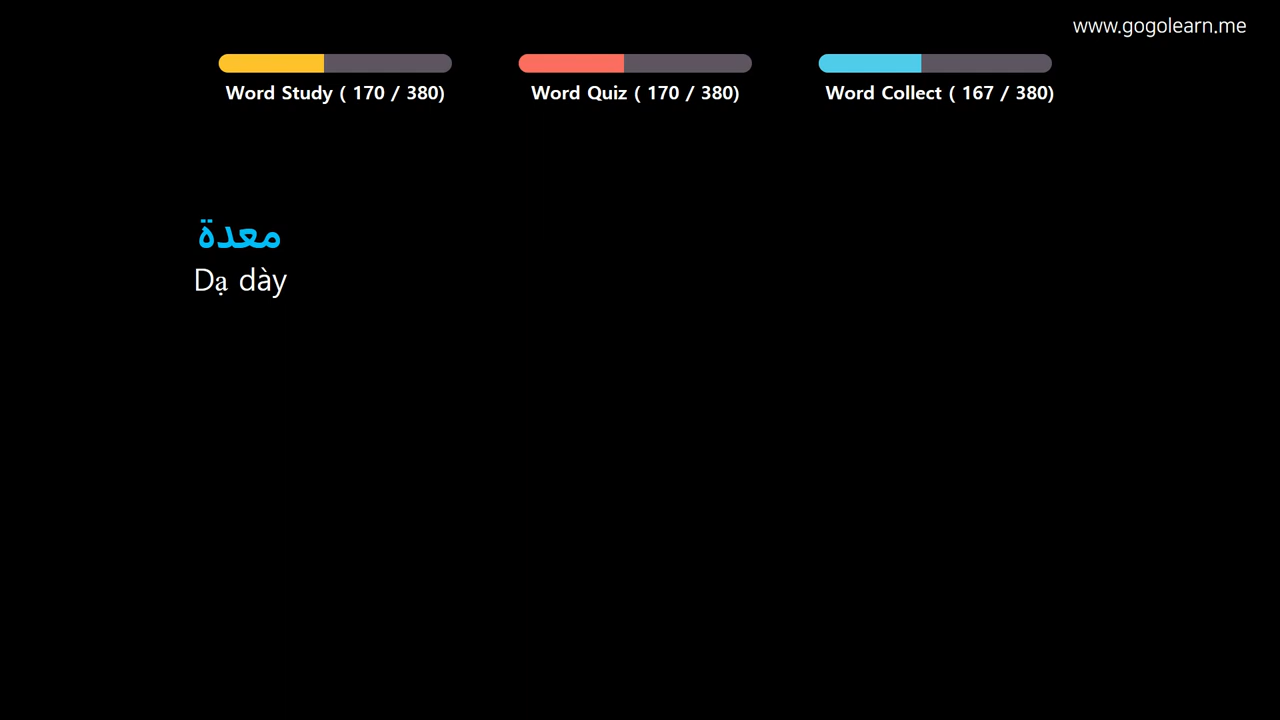 www.gogolearn.me
Word Study ( 170 / 380)
Word Quiz ( 170 / 380)
Word Collect ( 167 / 380)
معدة
Dạ dày